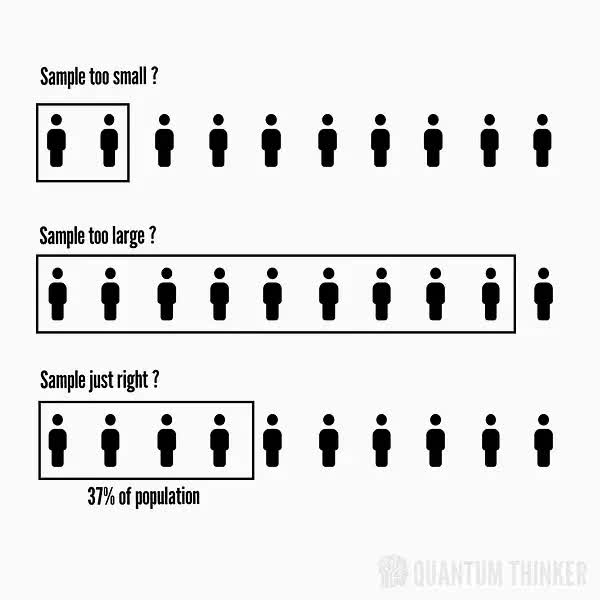 Sample too small ?
Sample too large ?
Sample just right ?
37% of population
QUANTUM THINKER